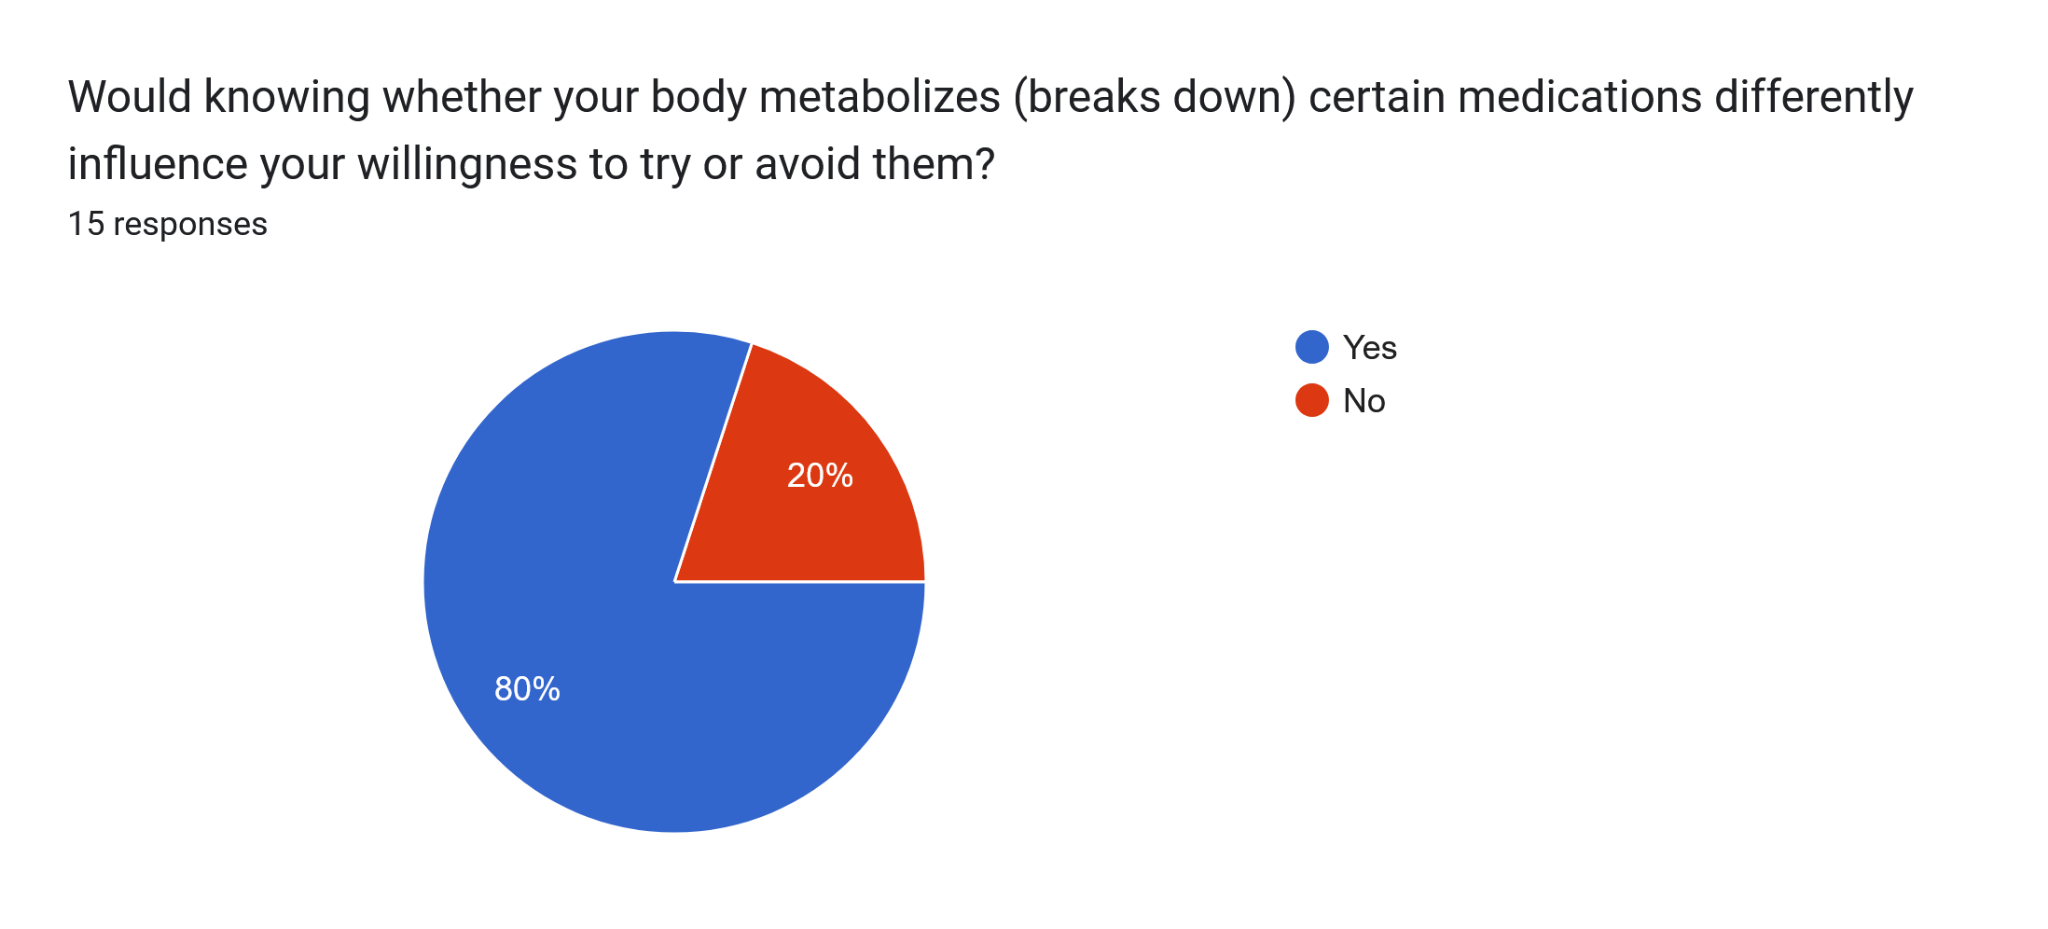 Would knowing whether your body metabolizes (breaks down) certain medications differently
influence your willingness to try or avoid them?
15 responses
Yes
No
20%
80%